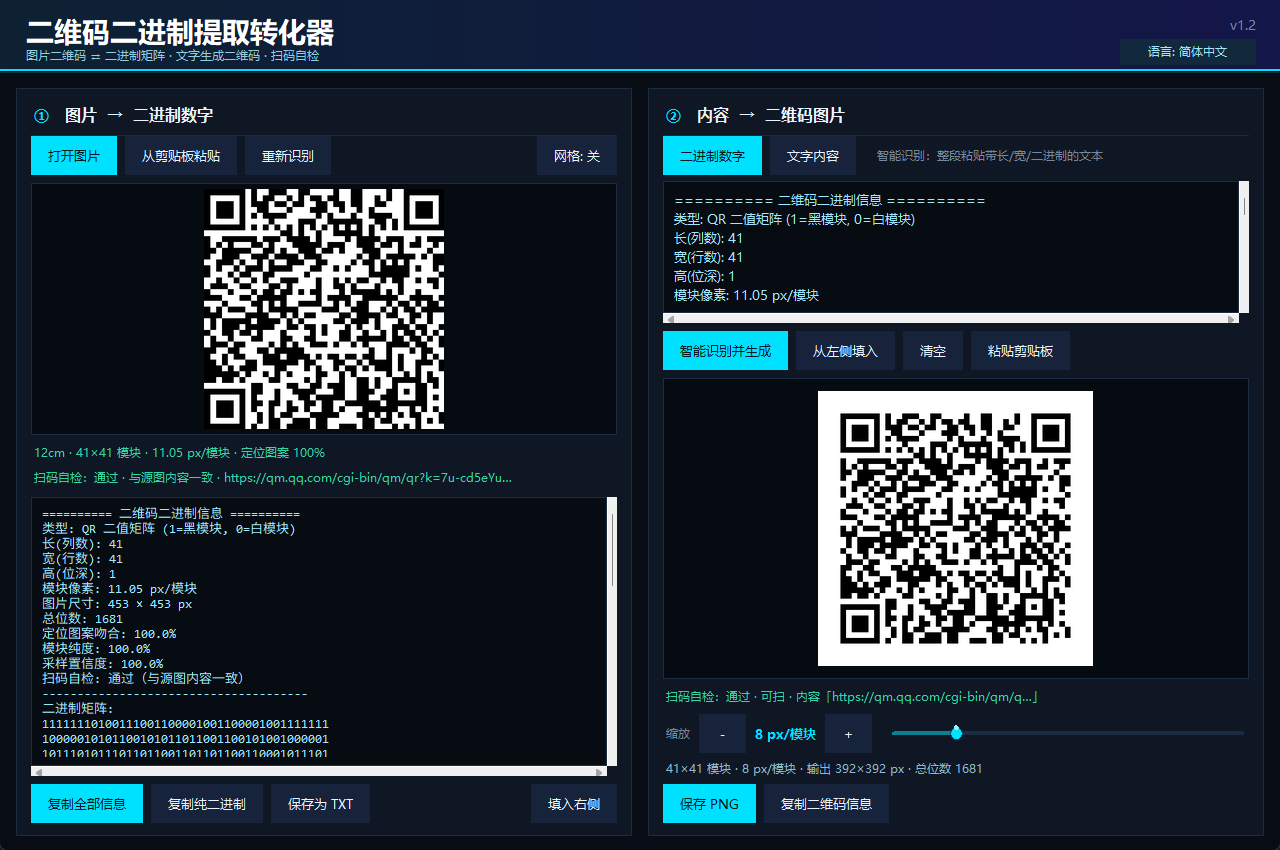 二维码二进制提取转化器
图片二维码 ⇌ 二进制矩阵 · 文字生成二维码 · 扫码自检
v1.2
语言: 简体中文
① 图片 → 二进制数字
打开图片 从剪贴板粘贴 重新识别 网格: 关
12cm · 41×41 模块 · 11.05 px/模块 · 定位图案 100%
扫码自检：通过 · 与源图内容一致 · https://qm.qq.com/cgi-bin/qm/qr?k=7u-cd5eYu…
========== 二维码二进制信息 ==========
类型: QR 二值矩阵 (1=黑模块, 0=白模块)
长(列数): 41
宽(行数): 41
高(位深): 1
模块像素: 11.05 px/模块
图片尺寸: 453 x 453 px
总位数: 1681
定位图案吻合: 100.0%
模块纯度: 100.0%
采样置信度: 100.0%
扫码自检: 通过（与源图内容一致）
--------------------------------------
二进制矩阵:
11111110100111001100001001100001001111111
10000010101100101011011001100101001000001
10111010111011011001101101100110001011101
复制全部信息 复制纯二进制 保存为 TXT 填入右侧
② 内容 → 二维码图片
二进制数字 文字内容 智能识别：整段粘贴带长/宽/二进制的文本
========== 二维码二进制信息 ==========
类型: QR 二值矩阵 (1=黑模块, 0=白模块)
长(列数): 41
宽(行数): 41
高(位深): 1
模块像素: 11.05 px/模块
智能识别并生成 从左侧填入 清空 粘贴剪贴板
扫码自检：通过 · 可扫 · 内容「https://qm.qq.com/cgi-bin/qm/q…」
缩放 - 8 px/模块 +
41×41 模块 · 8 px/模块 · 输出 392×392 px · 总位数 1681
保存 PNG 复制二维码信息